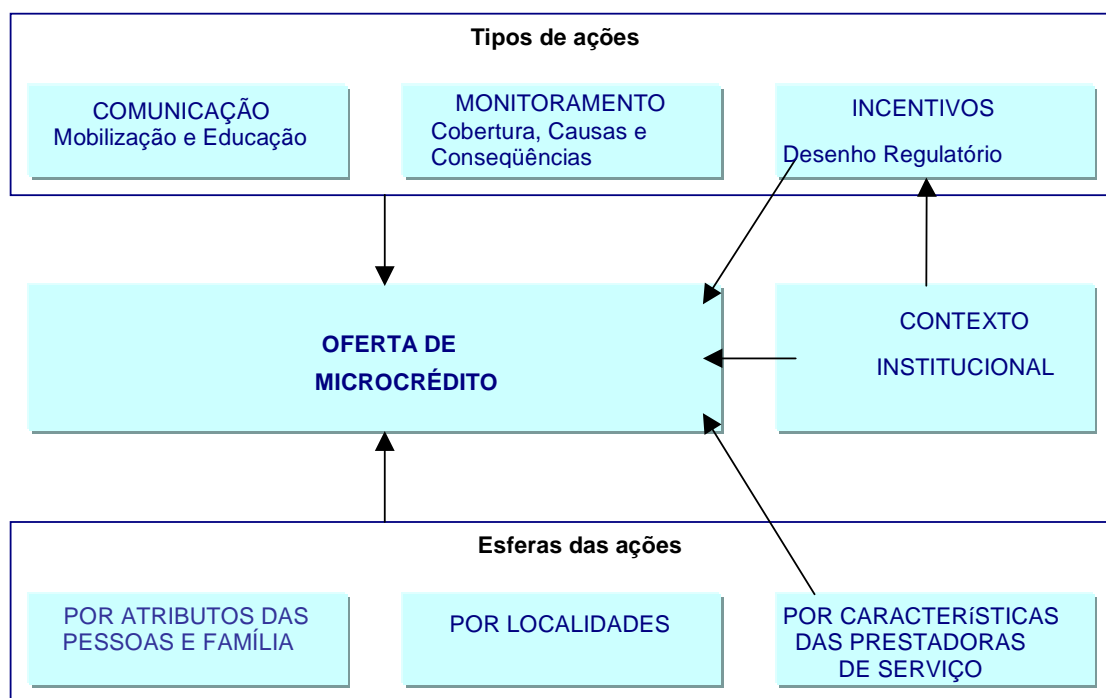 Tipos de ações
COMUNICAÇÃO
Mobilização e Educação
MONITORAMENTO
Cobertura, Causas e
Conseqüências
INCENTIVOS
Desenho Regulatório
OFERTA DE
MICROCRÉDITO
CONTEXTO
INSTITUCIONAL
Esferas das ações
POR ATRIBUTOS DAS
PESSOAS E FAMÍLIA
POR LOCALIDADES
POR CARACTERíSTICAS
DAS PRESTADORAS
DE SERVIÇO